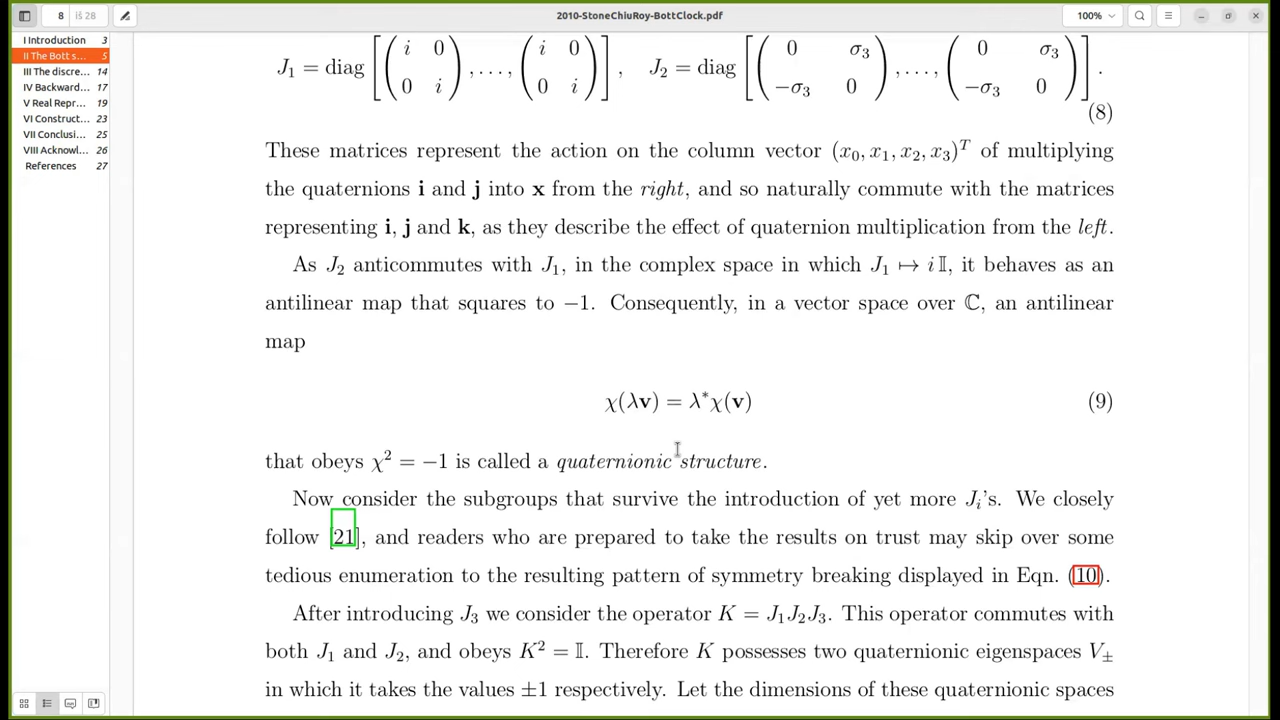 8 iš 28
2010-StoneChiuRoy-BottClock.pdf
100%
I Introduction 3
II The Bott s... 5
III The discre... 14
IV Backward... 17
V Real Repr... 19
VI Construct... 23
VII Conclusi... 25
VIII Acknowl... 26
References 27
J₁ = diag [ ( i 0 0 i ) , . . . , ( i 0 0 i ) ] , J₂ = diag [ ( 0 σ₃ −σ₃ 0 ) , . . . , ( 0 σ₃ −σ₃ 0 ) ] .
(8)
These matrices represent the action on the column vector (x₀, x₁, x₂, x₃)ᵀ of multiplying
the quaternions i and j into x from the right, and so naturally commute with the matrices
representing i, j and k, as they describe the effect of quaternion multiplication from the left.
As J₂ anticommutes with J₁, in the complex space in which J₁ ↦ i 𝕀, it behaves as an
antilinear map that squares to −1. Consequently, in a vector space over ℂ, an antilinear
map
χ(λv) = λ*χ(v) (9)
that obeys χ² = −1 is called a quaternionic structure.
Now consider the subgroups that survive the introduction of yet more Jᵢ's. We closely
follow [21], and readers who are prepared to take the results on trust may skip over some
tedious enumeration to the resulting pattern of symmetry breaking displayed in Eqn. (10).
After introducing J₃ we consider the operator K = J₁J₂J₃. This operator commutes with
both J₁ and J₂, and obeys K² = 𝕀. Therefore K possesses two quaternionic eigenspaces V±
in which it takes the values ±1 respectively. Let the dimensions of these quaternionic spaces